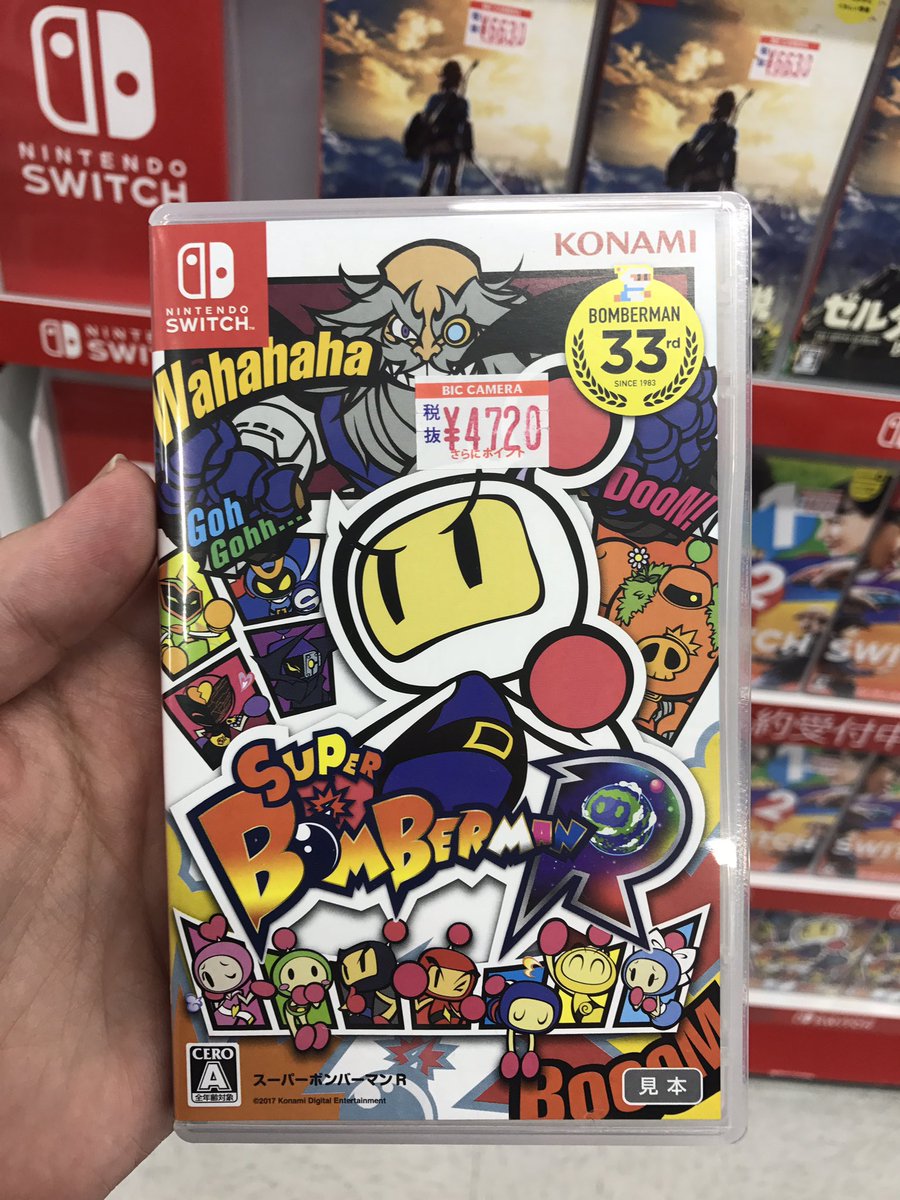 NINTENDO
SWITCH
¥6630
¥6630
NINTENDO
SWITCH™
KONAMI
BOMBERMAN
33rd
SINCE 1983
Wahahaha
BIC CAMERA
税抜
¥4720
さらにポイント
Goh
Gohh...
DOON!
SUPER
BOMBERMAN R
BOOOM
CERO
A
全年齢対象
スーパーボンバーマン R
©2017 Konami Digital Entertainment
見本
ゼルダ
約受付中